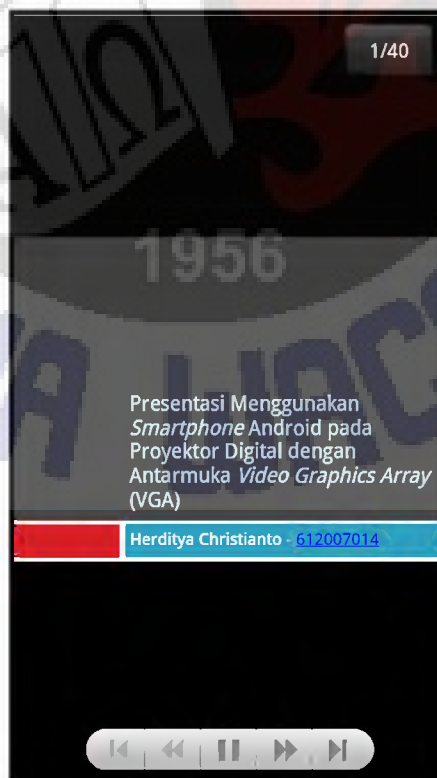 1/40
1956
WAC
Presentasi Menggunakan
Smartphone Android pada
Proyektor Digital dengan
Antarmuka Video Graphics Array
(VGA)
Herditya Christianto - 612007014